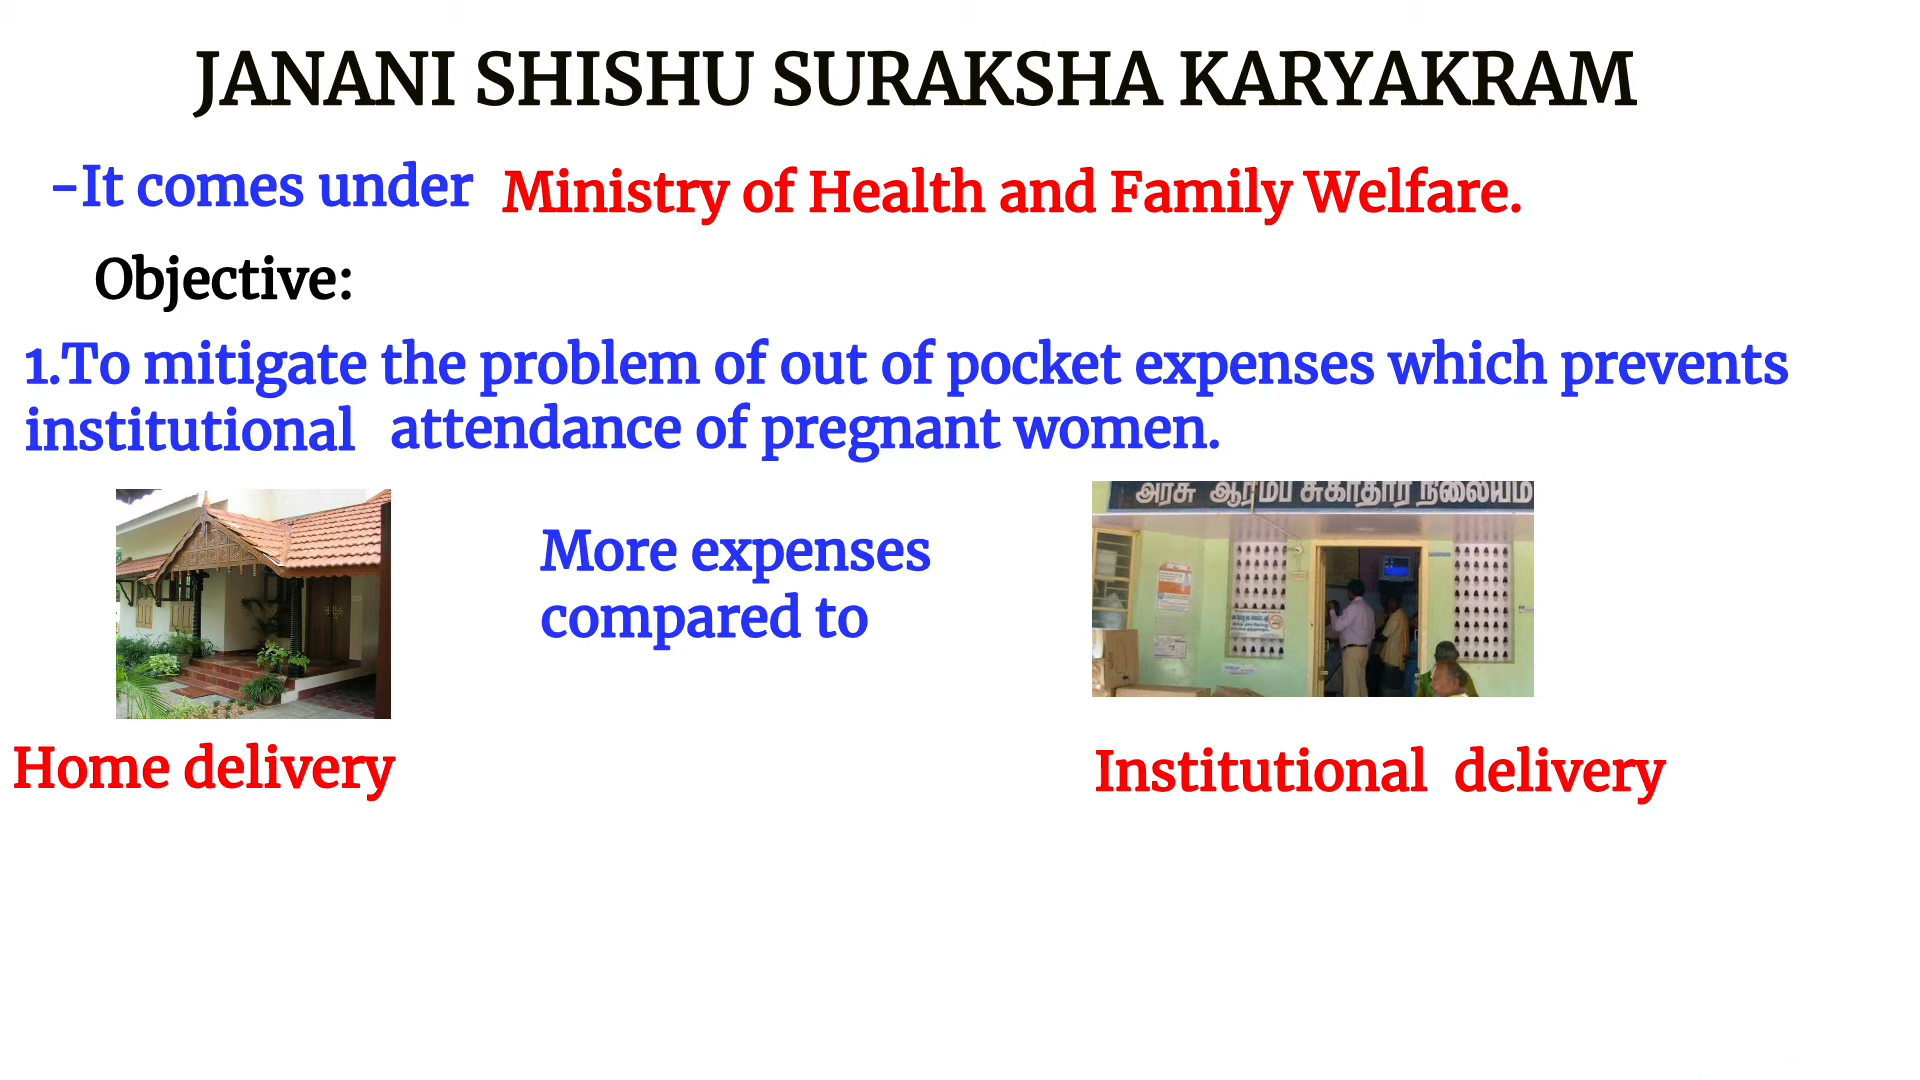 JANANI SHISHU SURAKSHA KARYAKRAM
-It comes under Ministry of Health and Family Welfare.
Objective:
1.To mitigate the problem of out of pocket expenses which prevents
institutional attendance of pregnant women.
அரசு ஆரம்ப சுகாதார நிலையம்
More expenses
compared to
Home delivery
Institutional delivery